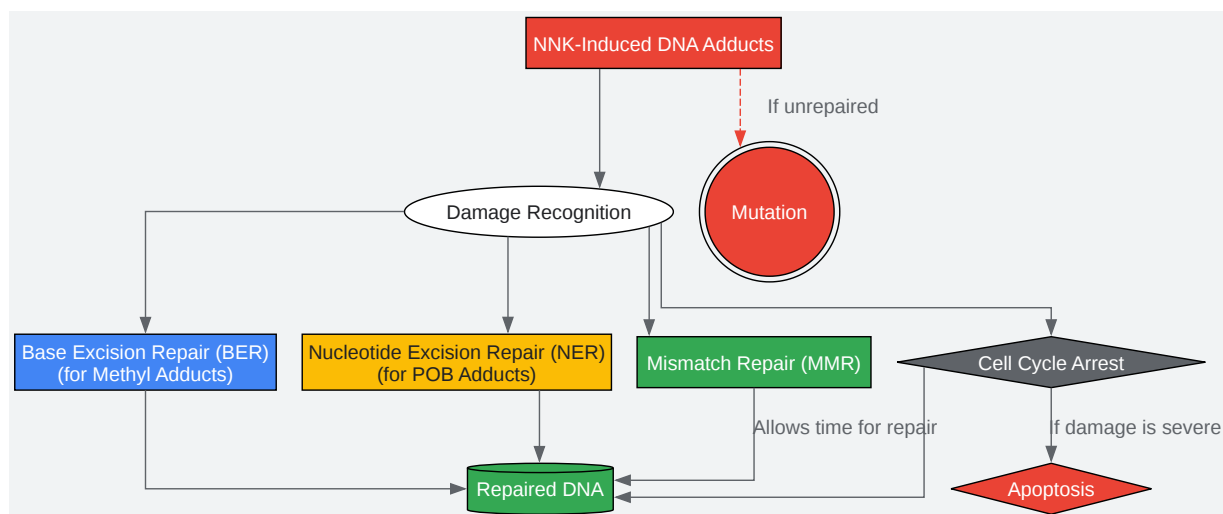 NNK-Induced DNA Adducts
If unrepaired
Damage Recognition
Mutation
Base Excision Repair (BER)
(for Methyl Adducts)
Nucleotide Excision Repair (NER)
(for POB Adducts)
Mismatch Repair (MMR)
Cell Cycle Arrest
Allows time for repair
If damage is severe
Repaired DNA
Apoptosis